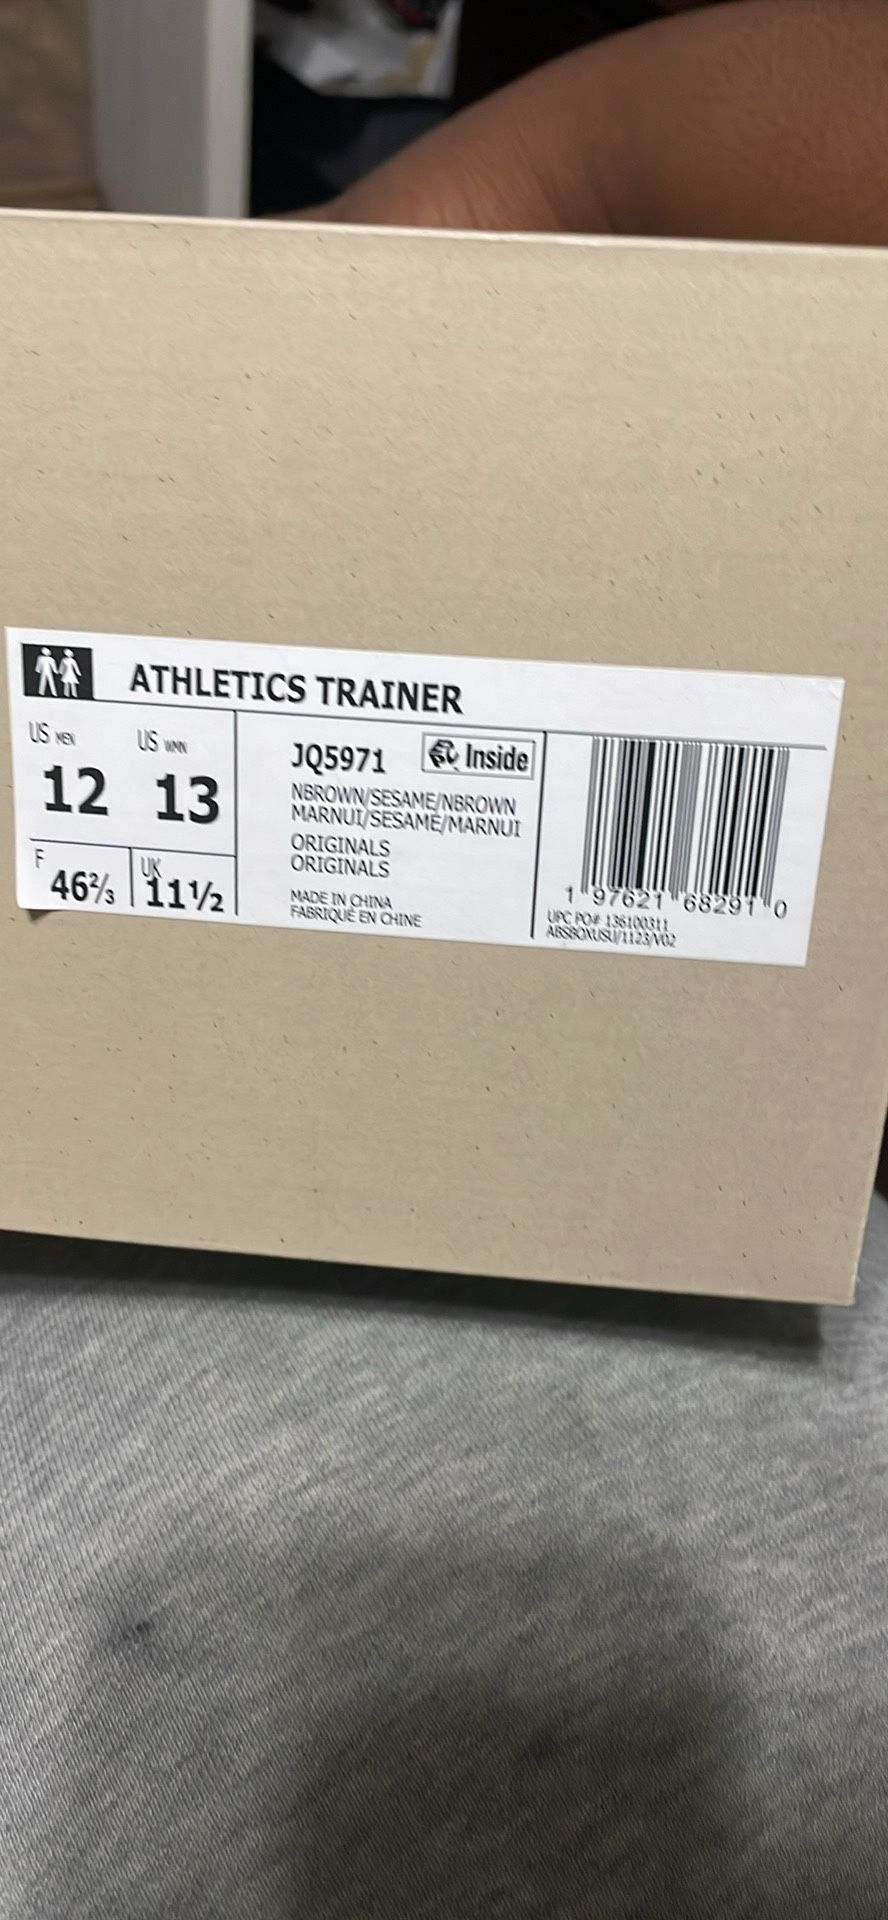 ATHLETICS TRAINER
US MEN
12
US WMN
13
F
46⅔
UK
11½
JQ5971
Inside
NBROWN/SESAME/NBROWN
MARNUI/SESAME/MARNUI
ORIGINALS
ORIGINALS
MADE IN CHINA
FABRIQUÉ EN CHINE
1 97621 68291 0
UPC PO# 136100311
ABSBOXUSU/1123/V02